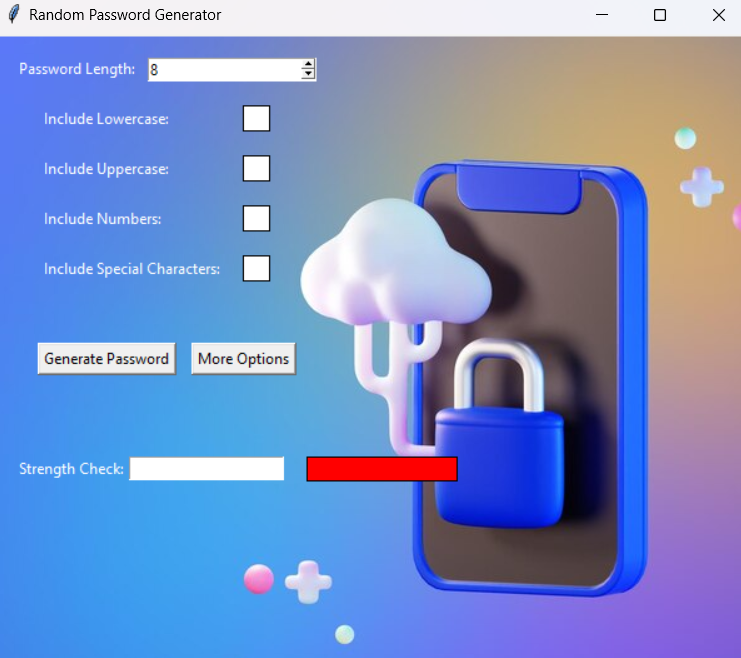 Random Password Generator
Password Length: 8
Include Lowercase:
Include Uppercase:
Include Numbers:
Include Special Characters:
Generate Password More Options
Strength Check: